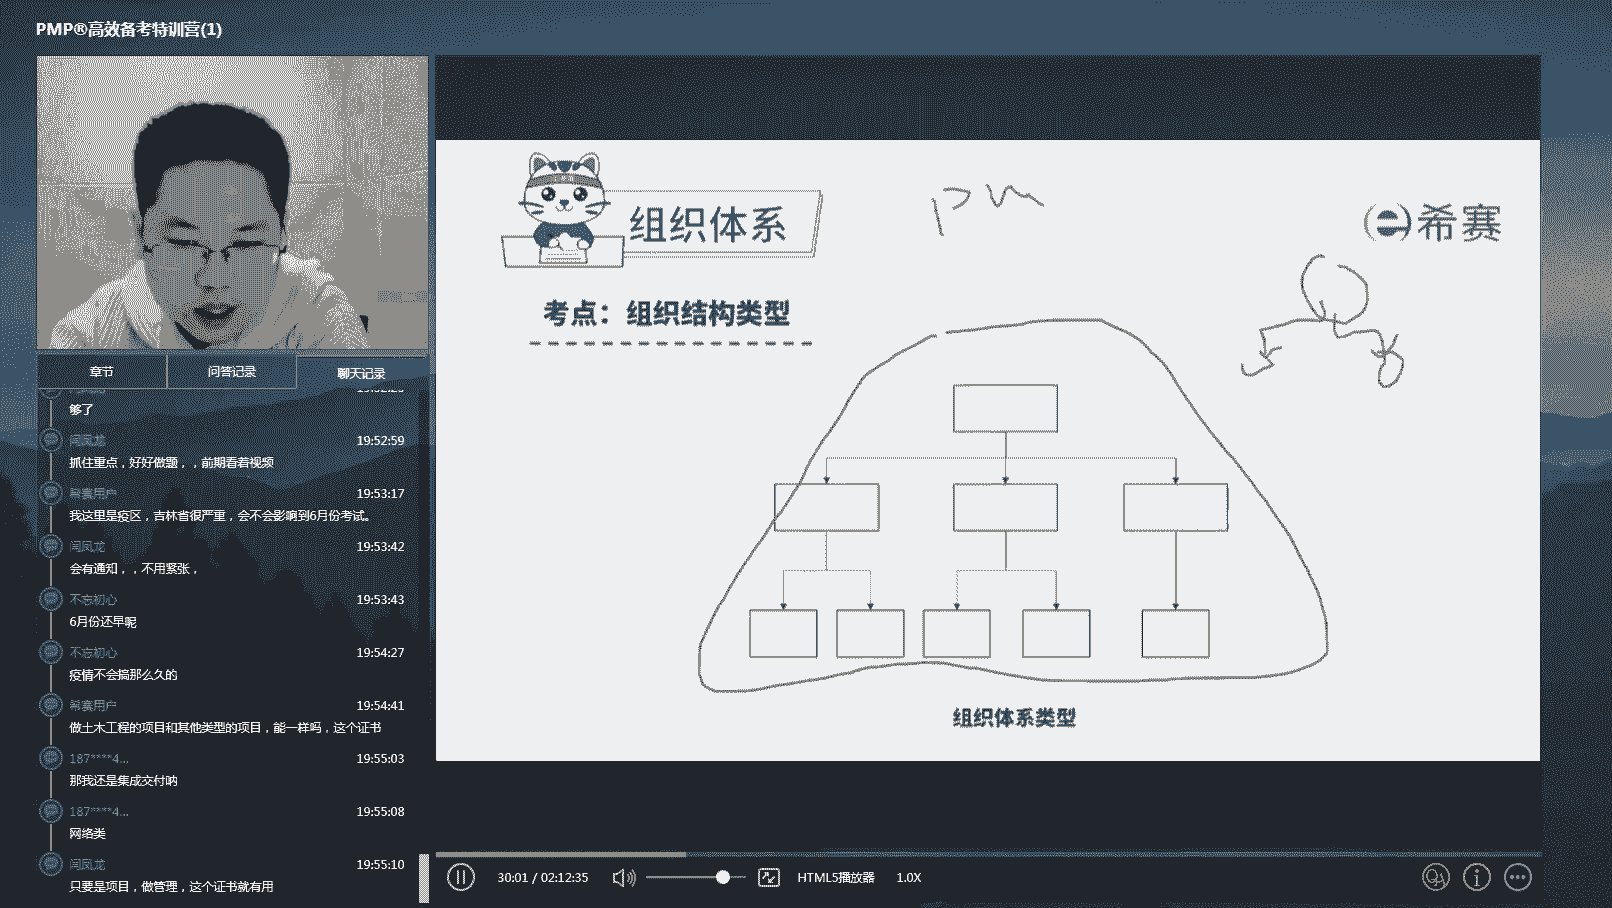 PMP®高效备考特训营(1)
章节
问答记录
聊天记录
够了
闫凤龙
19:52:59
抓住重点，好好做题，，前期看着视频
希赛用户
19:53:17
我这里是疫区，吉林省很严重，会不会影响到6月份考试。
闫凤龙
19:53:42
会有通知，，不用紧张，
不忘初心
19:53:43
6月份还早呢
不忘初心
19:54:27
疫情不会搞那么久的
希赛用户
19:54:41
做土木工程的项目和其他类型的项目，能一样吗，这个证书
187****4...
19:55:03
那我还是集成交付呐
187****4...
19:55:08
网络类
闫凤龙
19:55:10
只要是项目，做管理，这个证书就有用
组织体系
pm
希赛
考点：组织结构类型
组织体系类型
30:01 / 02:12:35
HTML5播放器
1.0X